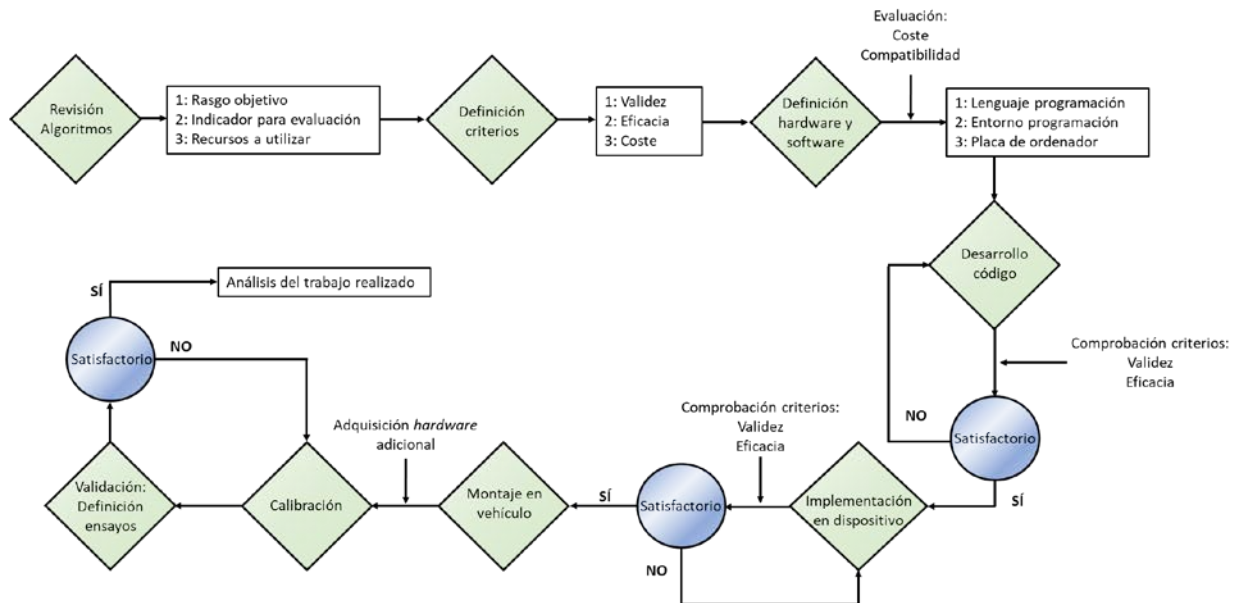 Evaluación:
Coste
Compatibilidad
Revisión
Algoritmos
1: Rasgo objetivo
2: Indicador para evaluación
3: Recursos a utilizar
Definición
criterios
1: Validez
2: Eficacia
3: Coste
Definición
hardware y
software
1: Lenguaje programación
2: Entorno programación
3: Placa de ordenador
Desarrollo
código
Comprobación criterios:
Validez
Eficacia
NO
Satisfactorio
SÍ
Implementación
en dispositivo
Comprobación criterios:
Validez
Eficacia
Satisfactorio
NO
SÍ
Montaje en
vehículo
Adquisición hardware
adicional
Calibración
Validación:
Definición
ensayos
Satisfactorio
NO
SÍ
Análisis del trabajo realizado